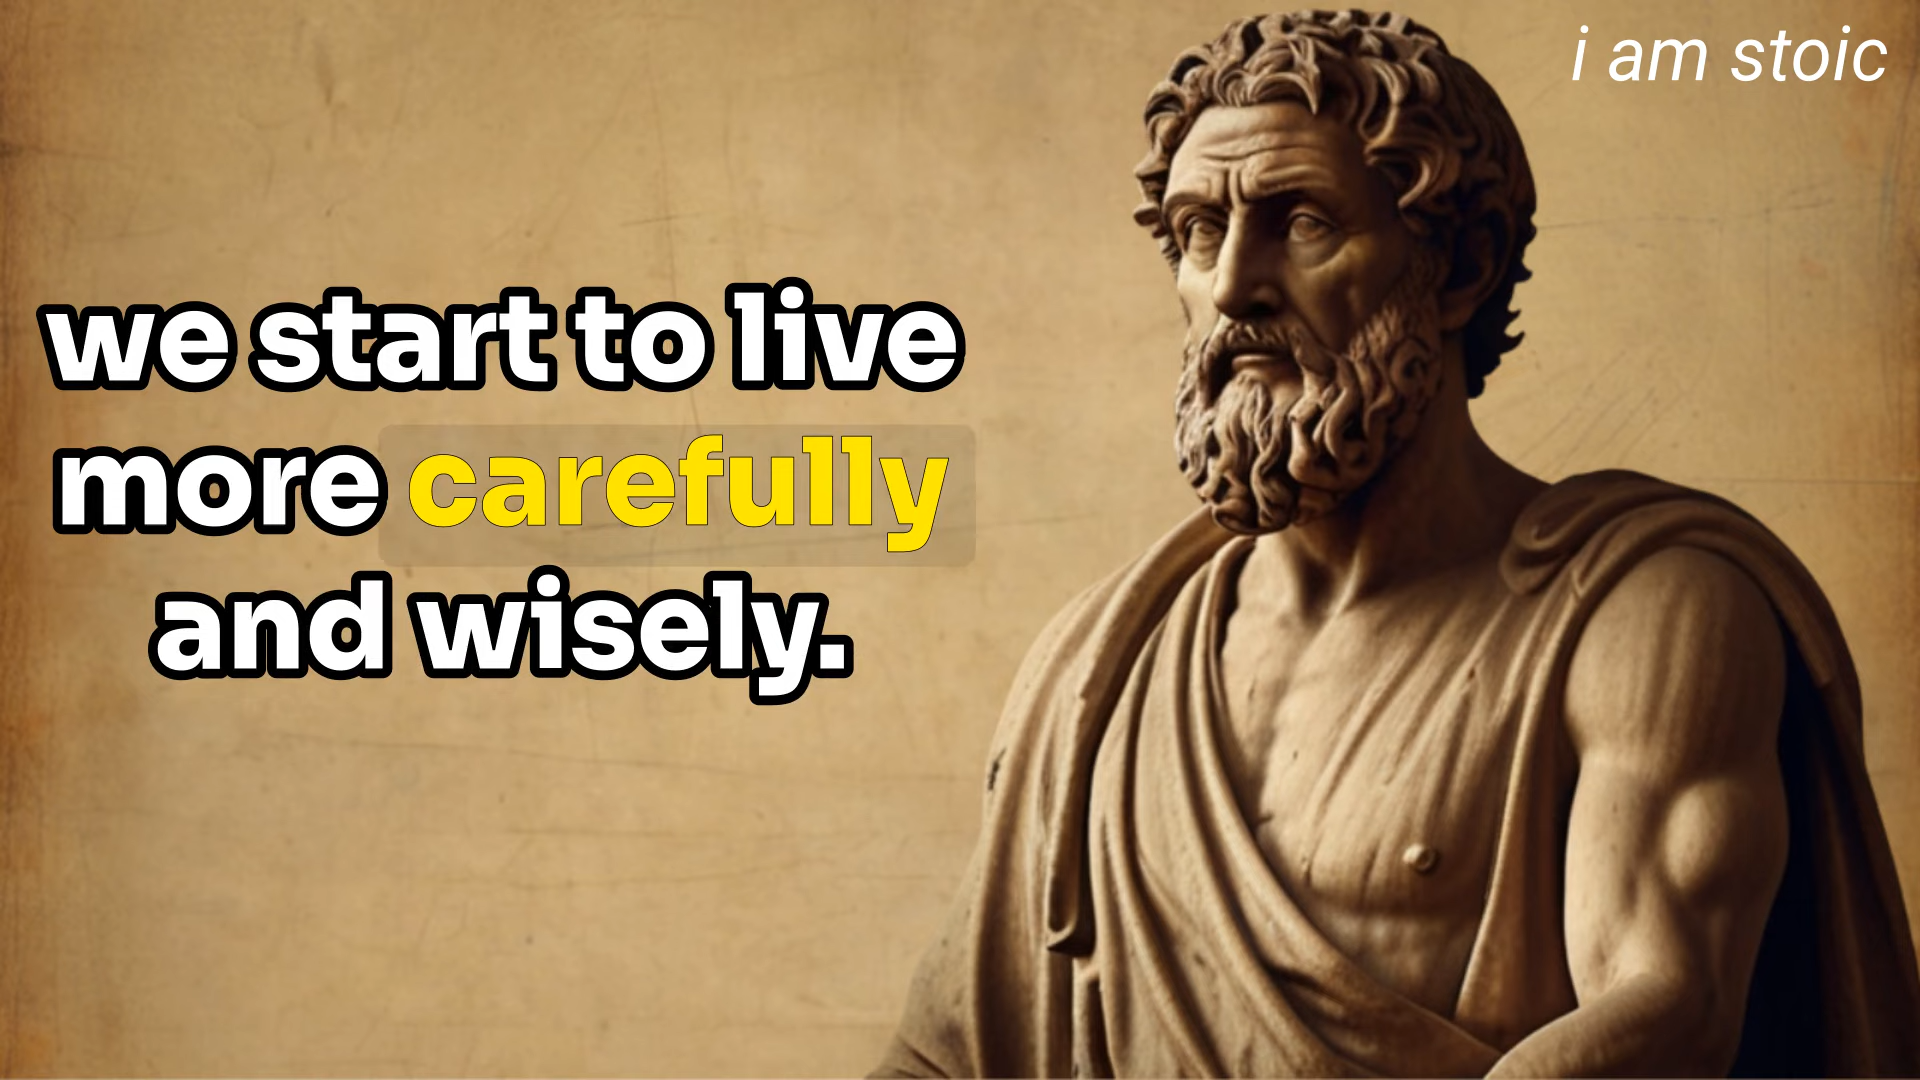 i am stoic
we start to live
more carefully
and wisely.